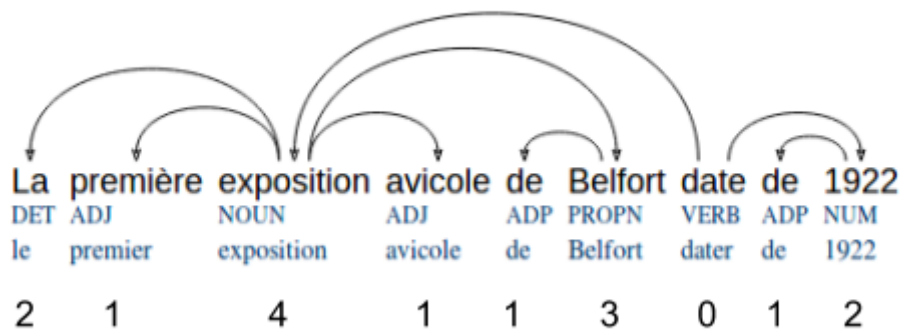 La première exposition avicole de Belfort date de 1922
DET ADJ NOUN ADJ ADP PROPN VERB ADP NUM
le premier exposition avicole de Belfort dater de 1922
2 1 4 1 1 3 0 1 2